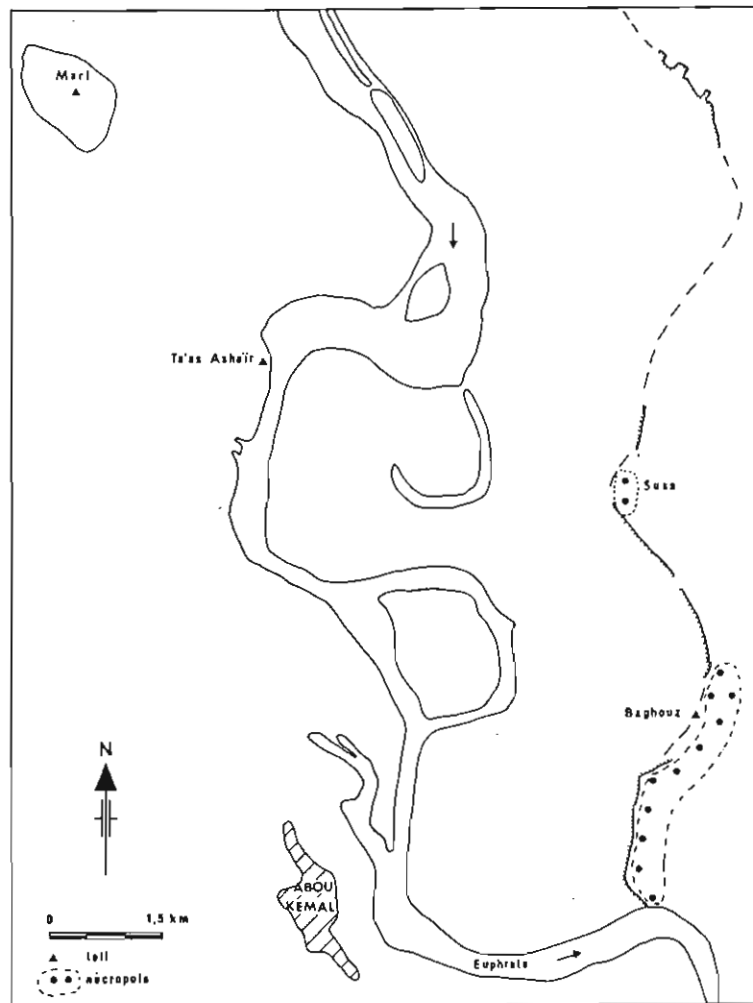 Mari
Ta'as Ashaïr
Susa
Baghouz
N
ABOU
KEMAL
0 1,5 km
Euphrate
tell
nécropole